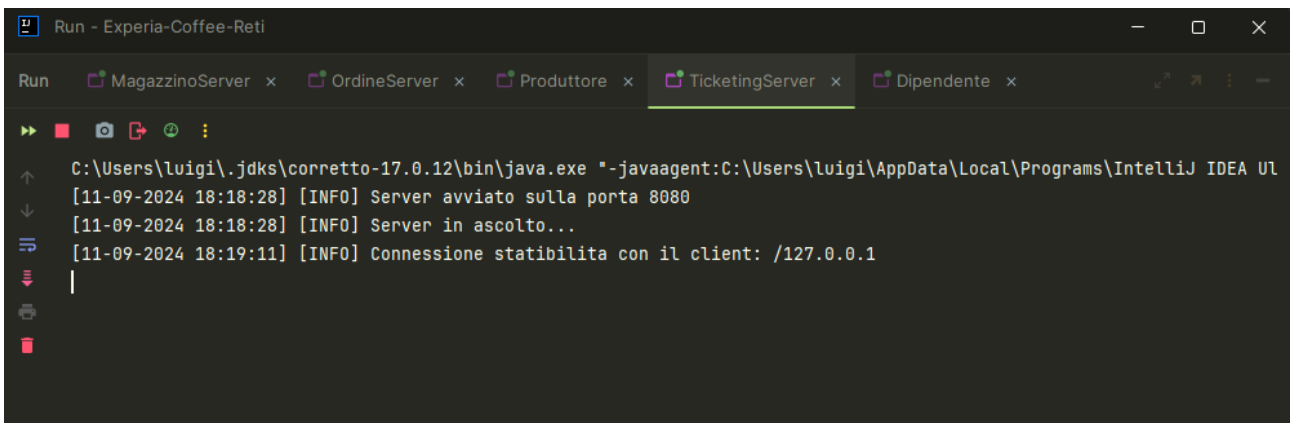 Run - Experia-Coffee-Reti
Run MagazzinoServer OrdineServer Produttore TicketingServer Dipendente
C:\Users\luigi\.jdks\corretto-17.0.12\bin\java.exe "-javaagent:C:\Users\luigi\AppData\Local\Programs\IntelliJ IDEA Ul
[11-09-2024 18:18:28] [INFO] Server avviato sulla porta 8080
[11-09-2024 18:18:28] [INFO] Server in ascolto...
[11-09-2024 18:19:11] [INFO] Connessione statibilita con il client: /127.0.0.1